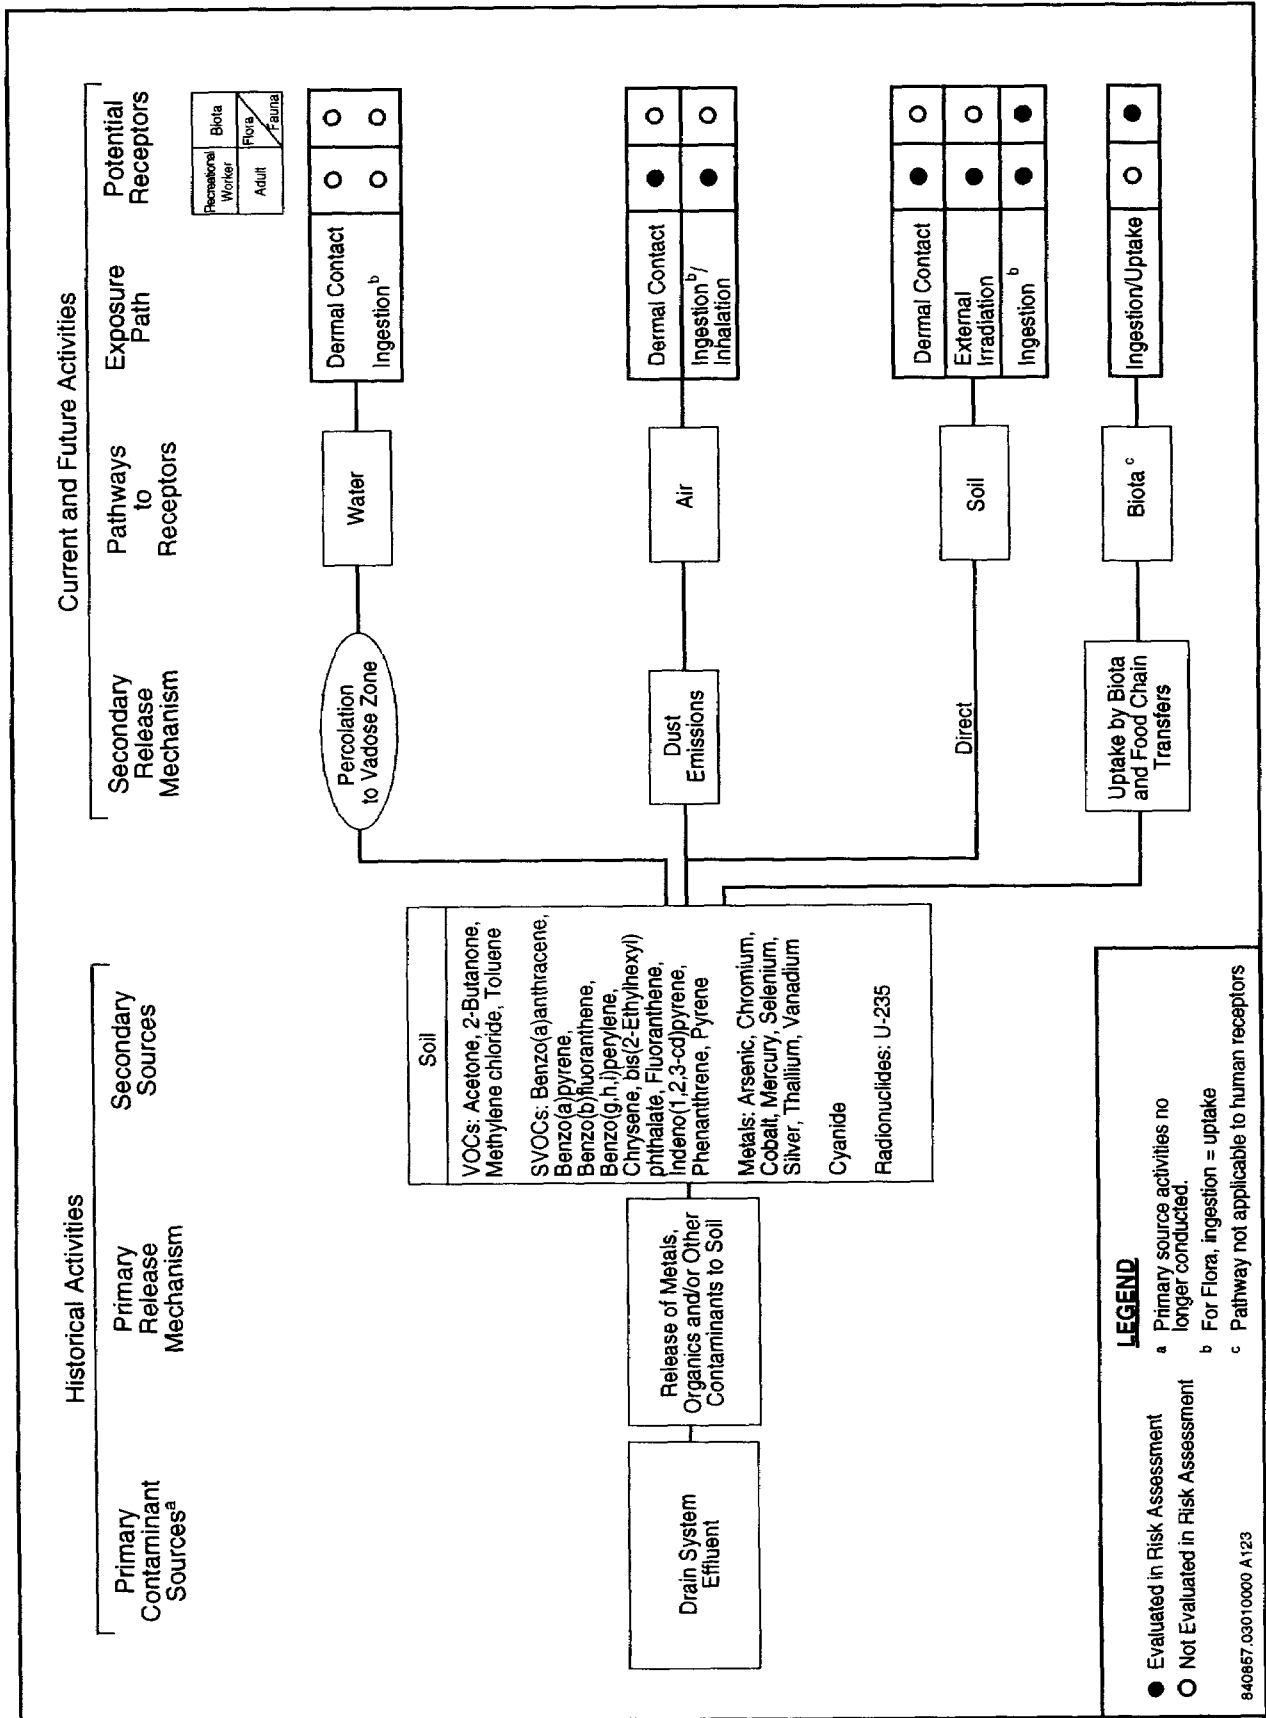 Historical Activities
Current and Future Activities
Primary
Contaminant
Sourcesᵃ
Primary
Release
Mechanism
Secondary
Sources
Secondary
Release
Mechanism
Pathways
to
Receptors
Exposure
Path
Potential
Receptors
Recreational
Worker
Biota
Adult
Flora
Fauna
Drain System
Effluent
Release of Metals,
Organics and/or Other
Contaminants to Soil
Soil
VOCs: Acetone, 2-Butanone,
Methylene chloride, Toluene
SVOCs: Benzo(a)anthracene,
Benzo(a)pyrene,
Benzo(b)fluoranthene,
Benzo(g,h,i)perylene,
Chrysene, bis(2-Ethylhexyl)
phthalate, Fluoranthene,
Indeno(1,2,3-cd)pyrene,
Phenanthrene, Pyrene
Metals: Arsenic, Chromium,
Cobalt, Mercury, Selenium,
Silver, Thallium, Vanadium
Cyanide
Radionuclides: U-235
Percolation
to Vadose Zone
Water
Dermal Contact
Ingestionᵇ
Dust
Emissions
Air
Dermal Contact
Ingestionᵇ/
Inhalation
Direct
Soil
Dermal Contact
External
Irradiation
Ingestionᵇ
Uptake by Biota
and Food Chain
Transfers
Biotaᶜ
Ingestion/Uptake
LEGEND
● Evaluated in Risk Assessment
○ Not Evaluated in Risk Assessment
a Primary source activities no
longer conducted.
b For Flora, ingestion = uptake
c Pathway not applicable to human receptors
840857.03010000 A123